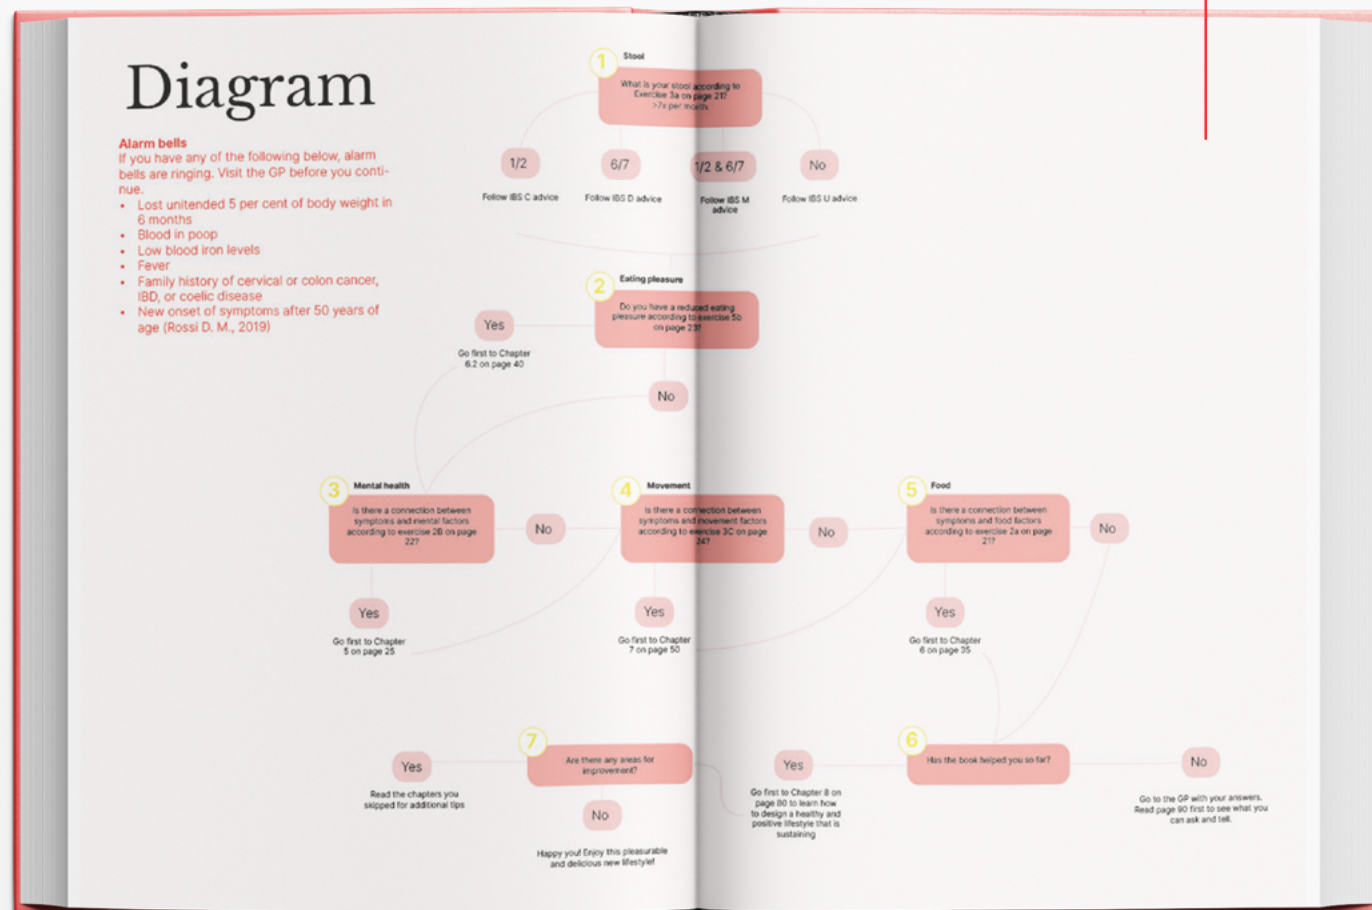 Diagram
Alarm bells
If you have any of the following below, alarm
bells are ringing. Visit the GP before you conti-
nue.
• Lost unitended 5 per cent of body weight in
6 months
• Blood in poop
• Low blood iron levels
• Fever
• Family history of cervical or colon cancer,
IBD, or coelic disease
• New onset of symptoms after 50 years of
age (Rossi D. M., 2019)
1
Stool
What is your stool according to
Exercise 3a on page 21?
>7x per month
1/2
Follow IBS C advice
6/7
Follow IBS D advice
1/2 & 6/7
Follow IBS M
advice
No
Follow IBS U advice
2
Eating pleasure
Do you have a reduced eating
pleasure according to exercise 5b
on page 23?
Yes
Go first to Chapter
6.2 on page 40
No
3
Mental health
Is there a connection between
symptoms and mental factors
according to exercise 2B on page
22?
No
Yes
Go first to Chapter
5 on page 25
4
Movement
Is there a connection between
symptoms and movement factors
according to exercise 3C on page
24?
No
Yes
Go first to Chapter
7 on page 50
5
Food
Is there a connection between
symptoms and food factors
according to exercise 2a on page
21?
No
Yes
Go first to Chapter
6 on page 35
6
Has the book helped you so far?
No
Go to the GP with your answers.
Read page 90 first to see what you
can ask and tell.
Yes
Go first to Chapter 8 on
page 80 to learn how
to design a healthy and
positive lifestyle that is
sustaining
7
Are there any areas for
improvement?
Yes
Read the chapters you
skipped for additional tips
No
Happy you! Enjoy this pleasurable
and delicious new lifestyle!